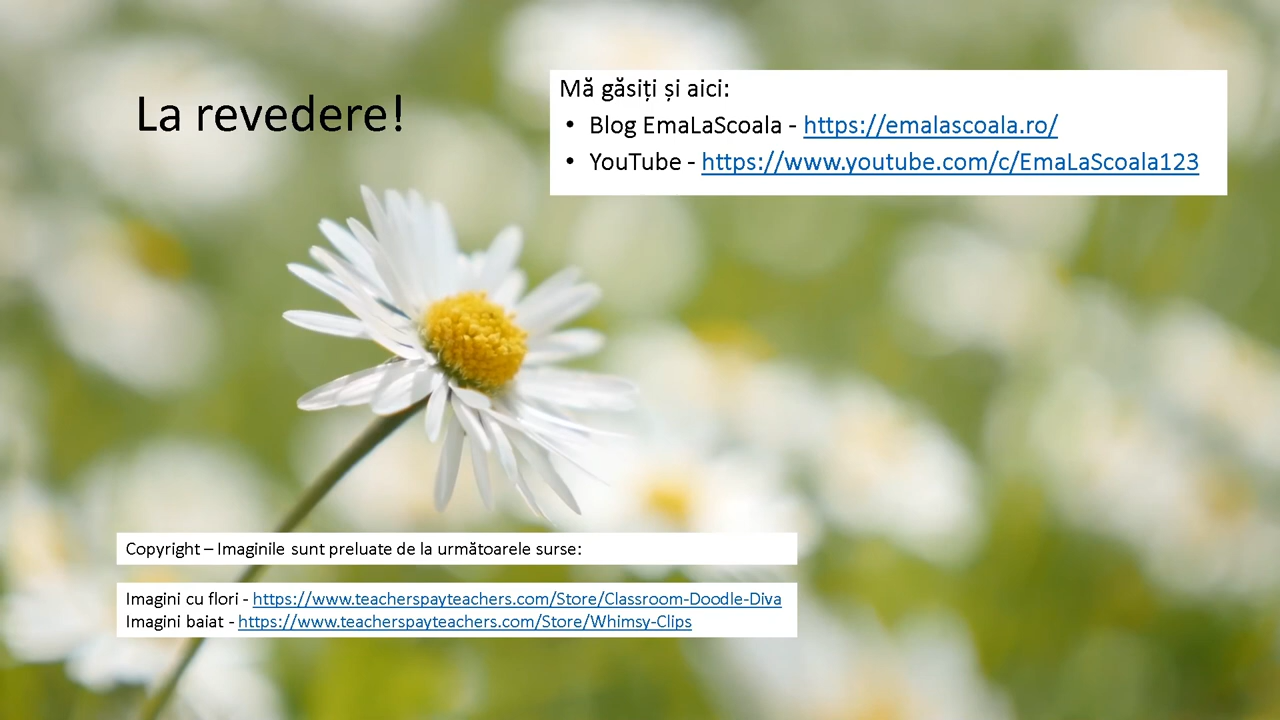 La revedere!
Mă găsiți și aici:
• Blog EmaLaScoala - https://emalascoala.ro/
• YouTube - https://www.youtube.com/c/EmaLaScoala123
Copyright – Imaginile sunt preluate de la următoarele surse:
Imagini cu flori - https://www.teacherspayteachers.com/Store/Classroom-Doodle-Diva
Imagini baiat - https://www.teacherspayteachers.com/Store/Whimsy-Clips